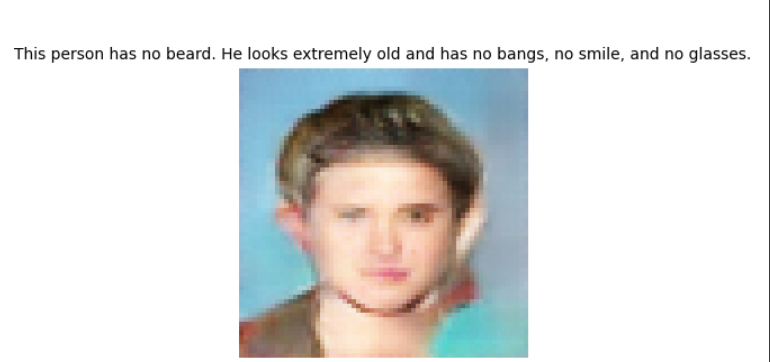 This person has no beard. He looks extremely old and has no bangs, no smile, and no glasses.